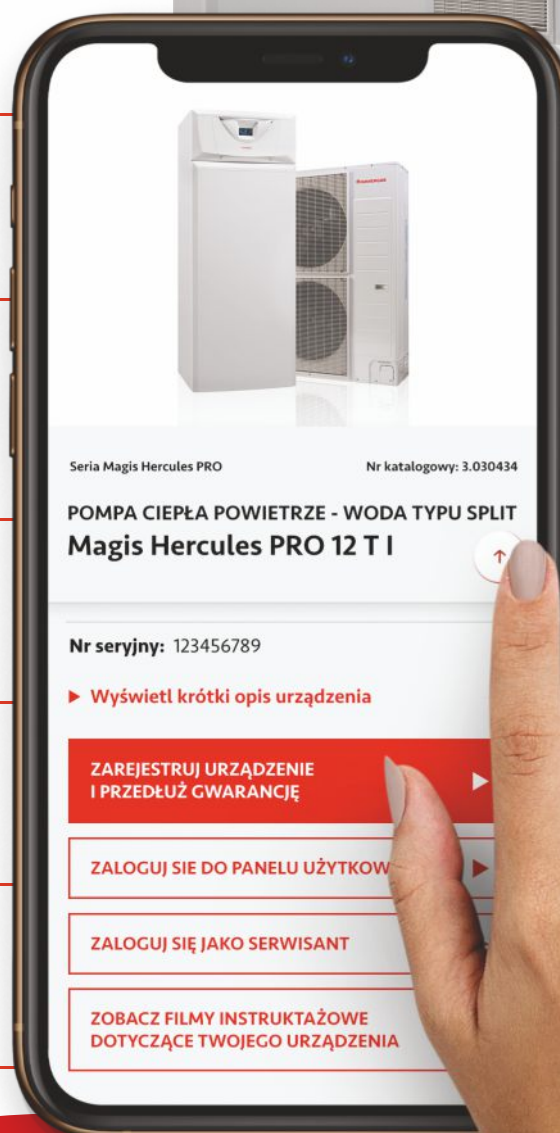 Seria Magis Hercules PRO
Nr katalogowy: 3.030434
POMPA CIEPŁA POWIETRZE - WODA TYPU SPLIT
Magis Hercules PRO 12 T I
Nr seryjny: 123456789
Wyświetl krótki opis urządzenia
ZAREJESTRUJ URZĄDZENIE
I PRZEDŁUŻ GWARANCJĘ
ZALOGUJ SIE DO PANELU
ZALOGUJ SIĘ JAKO SERWISANT
ZOBACZ FILMY INSTRUKTAŻOWE
DOTYCZĄCE TWOJEGO URZĄDZENIA